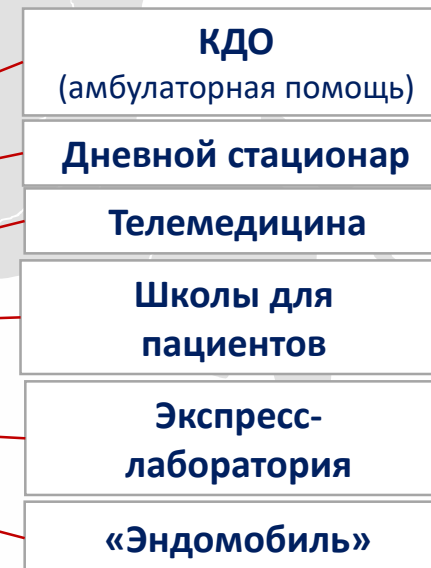 КДО
(амбулаторная помощь)
Дневной стационар
Телемедицина
Школы для
пациентов
Экспресс-
лаборатория
«Эндомобиль»